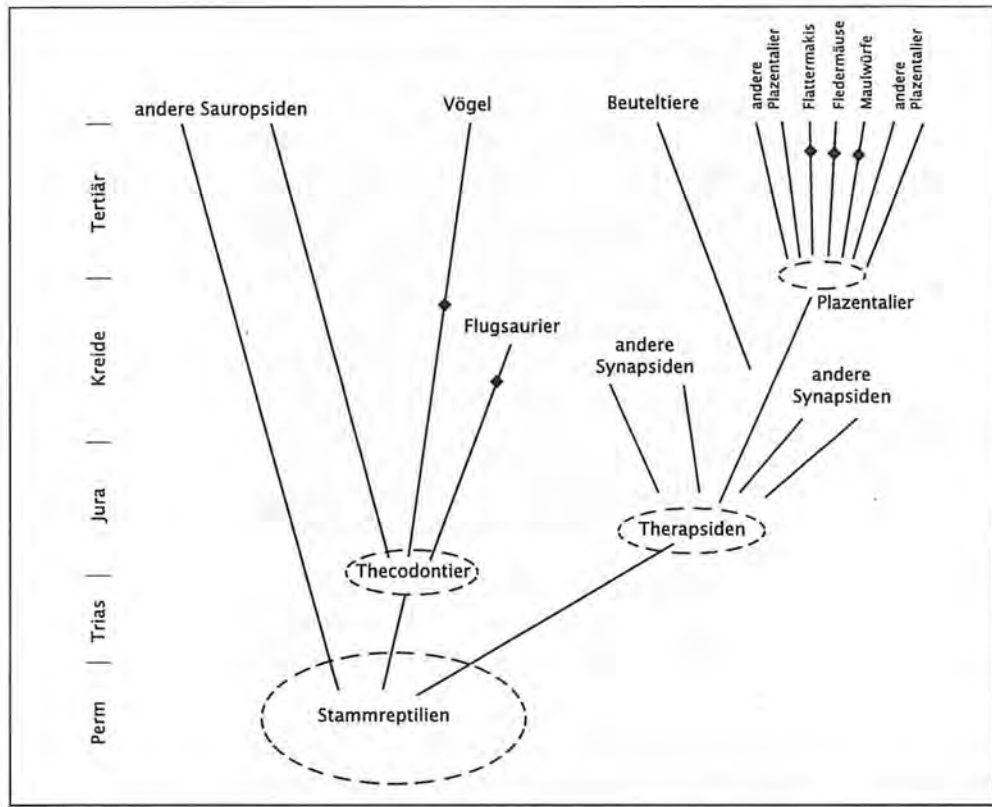 andere Sauropsiden
Vögel
Beuteltiere
andere
Plazentalier
Flattermakis
Fledermäuse
Maulwürfe
andere
Plazentalier
Tertiär
Kreide
Jura
Trias
Perm
Plazentalier
Flugsaurier
andere
Synapsiden
andere
Synapsiden
Therapsiden
Thecodontier
Stammreptilien